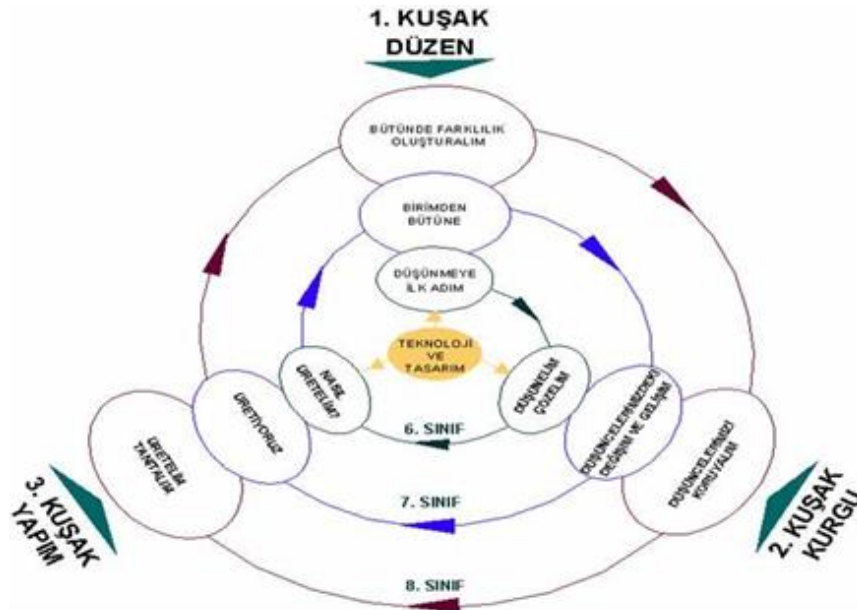 1. KUŞAK
DÜZEN
BÜTÜNDE FARKLILIK
OLUŞTURALIM
BİRİMDEN
BÜTÜNE
DÜŞÜNMEYE
İLK ADIM
TEKNOLOJİ
VE
TASARIM
NASIL
ÜRETELİM?
DÜŞÜNELİM
ÇÖZELİM
ÜRETİYORUZ
DÜŞÜNCELERİMİZDEKİ
DEĞİŞİM VE GELİŞİM
ÜRETELİM
TANITALIM
DÜŞÜNCELERİMİZİ
KORUYALIM
6. SINIF
7. SINIF
8. SINIF
3. KUŞAK
YAPIM
2. KUŞAK
KURGU